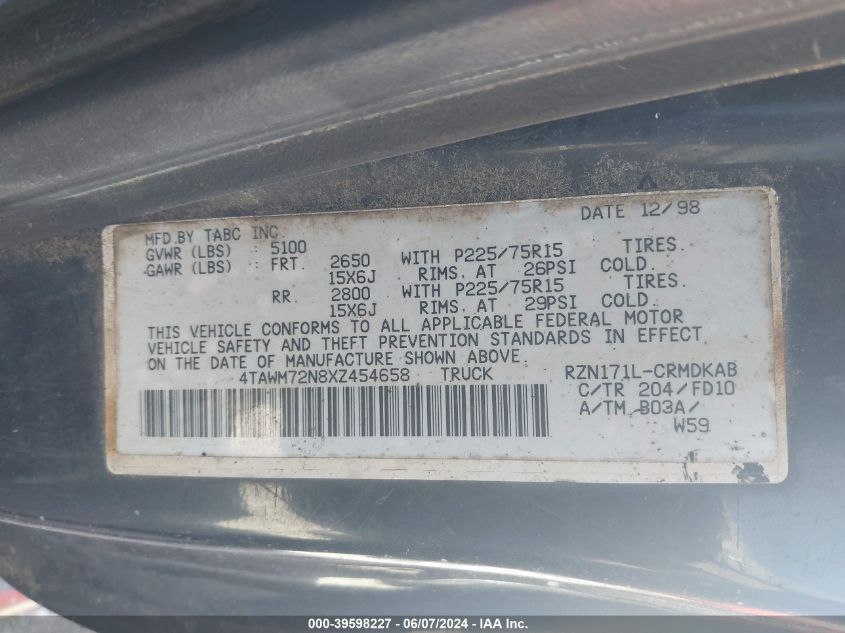 DATE 12/98
MFD.BY TABC INC.
GVWR (LBS) : 5100
GAWR (LBS) : FRT. 2650 WITH P225/75R15 TIRES.
15X6J RIMS. AT 26PSI COLD.
RR. 2800 WITH P225/75R15 TIRES.
15X6J RIMS. AT 29PSI COLD.
THIS VEHICLE CONFORMS TO ALL APPLICABLE FEDERAL MOTOR
VEHICLE SAFETY AND THEFT PREVENTION STANDARDS IN EFFECT
ON THE DATE OF MANUFACTURE SHOWN ABOVE.
4TAWM72N8XZ454658 TRUCK RZN171L-CRMDKAB
C/TR 204/FD10
A/TM B03A/
W59
000-39598227 - 06/07/2024 - IAA Inc.